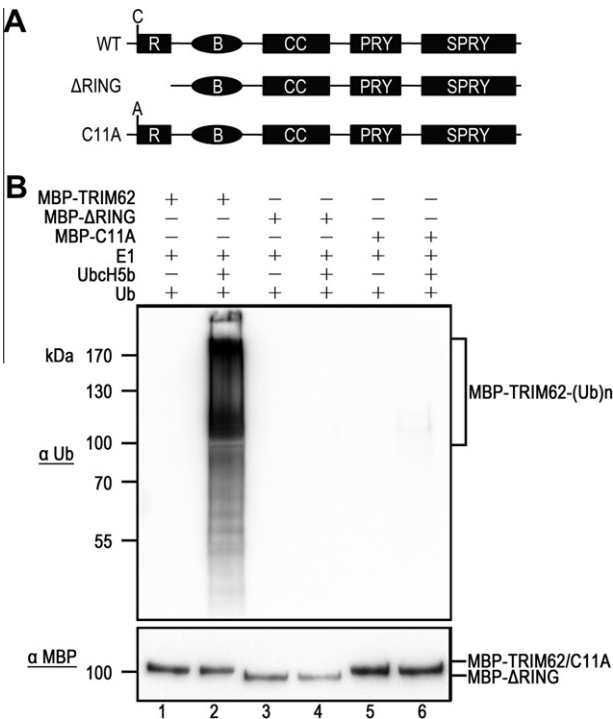 A
C
WT R B CC PRY SPRY
ΔRING B CC PRY SPRY
A
C11A R B CC PRY SPRY
B
MBP-TRIM62 + + − − − −
MBP-ΔRING − − + + − −
MBP-C11A − − − − + +
E1 + + + + + +
UbcH5b − + − + − +
Ub + + + + + +
kDa
170
130
MBP-TRIM62-(Ub)n
100
α Ub
70
55
α MBP
100
MBP-TRIM62/C11A
MBP-ΔRING
1 2 3 4 5 6